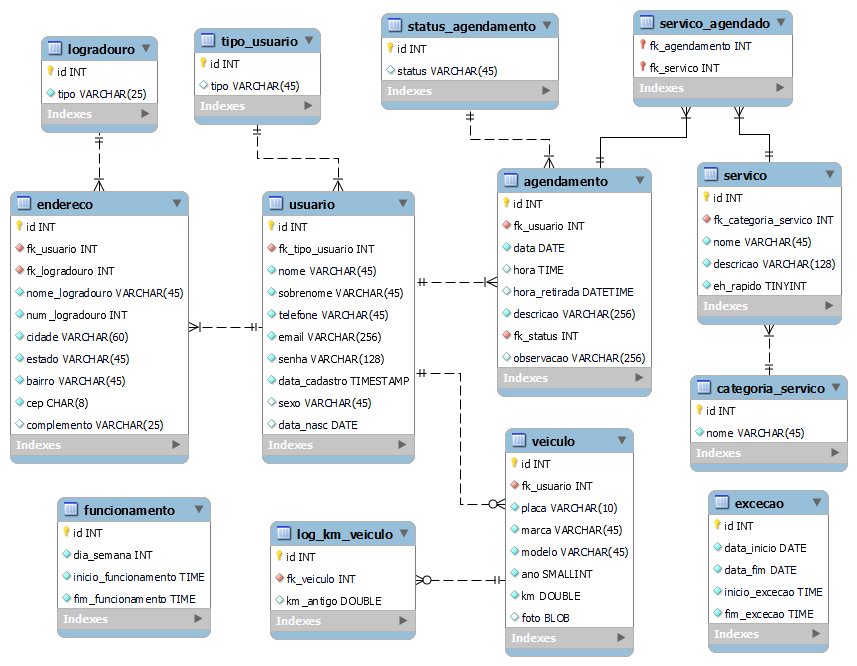 logradouro
id INT
tipo VARCHAR(25)
Indexes
tipo_usuario
id INT
tipo VARCHAR(45)
Indexes
status_agendamento
id INT
status VARCHAR(45)
Indexes
servico_agendado
fk_agendamento INT
fk_servico INT
Indexes
endereco
id INT
fk_usuario INT
fk_logradouro INT
nome_logradouro VARCHAR(45)
num_logradouro INT
cidade VARCHAR(60)
estado VARCHAR(45)
bairro VARCHAR(45)
cep CHAR(8)
complemento VARCHAR(25)
Indexes
usuario
id INT
fk_tipo_usuario INT
nome VARCHAR(45)
sobrenome VARCHAR(45)
telefone VARCHAR(45)
email VARCHAR(256)
senha VARCHAR(128)
data_cadastro TIMESTAMP
sexo VARCHAR(45)
data_nasc DATE
Indexes
agendamento
id INT
fk_usuario INT
data DATE
hora TIME
hora_retirada DATETIME
descricao VARCHAR(256)
fk_status INT
observacao VARCHAR(256)
Indexes
servico
id INT
fk_categoria_servico INT
nome VARCHAR(45)
descricao VARCHAR(128)
eh_rapido TINYINT
Indexes
categoria_servico
id INT
nome VARCHAR(45)
Indexes
veiculo
id INT
fk_usuario INT
placa VARCHAR(10)
marca VARCHAR(45)
modelo VARCHAR(45)
ano SMALLINT
km DOUBLE
foto BLOB
Indexes
funcionamento
id INT
dia_semana INT
inicio_funcionamento TIME
fim_funcionamento TIME
Indexes
log_km_veiculo
id INT
fk_veiculo INT
km_antigo DOUBLE
Indexes
excecao
id INT
data_inicio DATE
data_fim DATE
inicio_excecao TIME
fim_excecao TIME
Indexes